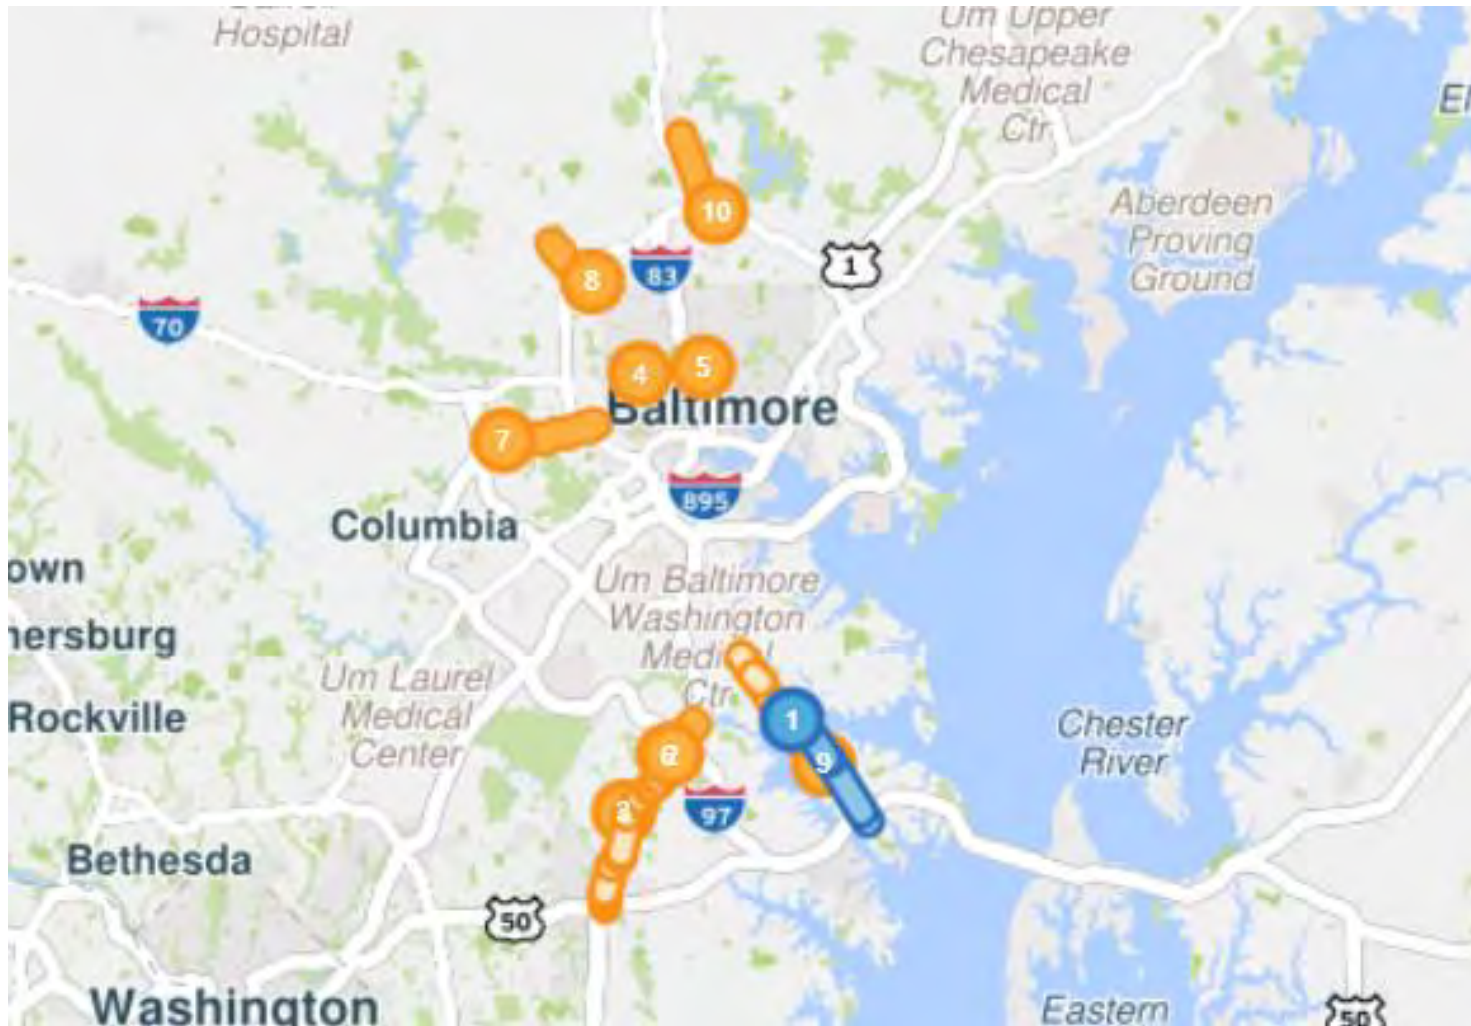 Hospital
Um Upper
Chesapeake
Medical
Ctr
El
10
Aberdeen
Proving
Ground
1
83
8
70
4
5
Baltimore
7
895
Columbia
own
Um Baltimore
Washington
Medi l
Ctr
hersburg
Um Laurel
Medical
Center
Rockville
1
Chester
River
9
97
Bethesda
50
Washington
Eastern
50